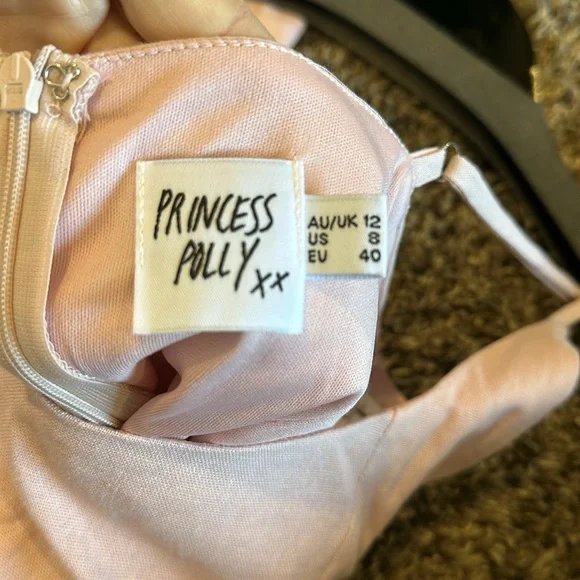 PRINCESS
POLLY
xx
AU/UK 12
US 8
EU 40